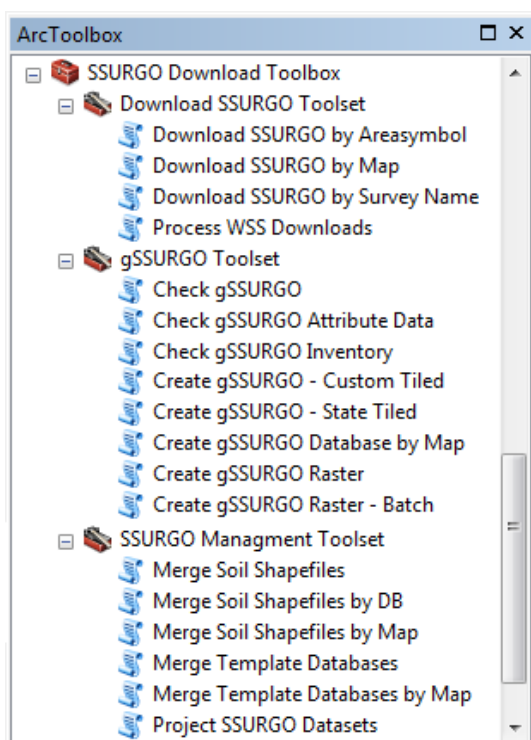 ArcToolbox
SSURGO Download Toolbox
Download SSURGO Toolset
Download SSURGO by Areasymbol
Download SSURGO by Map
Download SSURGO by Survey Name
Process WSS Downloads
gSSURGO Toolset
Check gSSURGO
Check gSSURGO Attribute Data
Check gSSURGO Inventory
Create gSSURGO - Custom Tiled
Create gSSURGO - State Tiled
Create gSSURGO Database by Map
Create gSSURGO Raster
Create gSSURGO Raster - Batch
SSURGO Managment Toolset
Merge Soil Shapefiles
Merge Soil Shapefiles by DB
Merge Soil Shapefiles by Map
Merge Template Databases
Merge Template Databases by Map
Project SSURGO Datasets